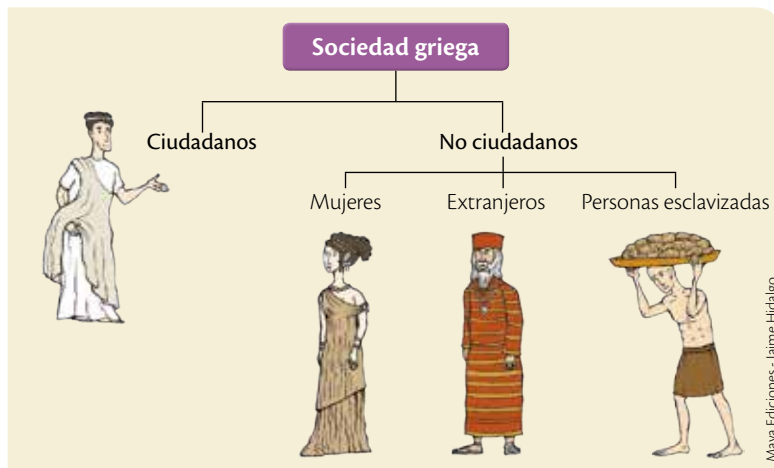 Sociedad griega
Ciudadanos
No ciudadanos
Mujeres
Extranjeros
Personas esclavizadas
Maya Ediciones - Jaime Hidalgo